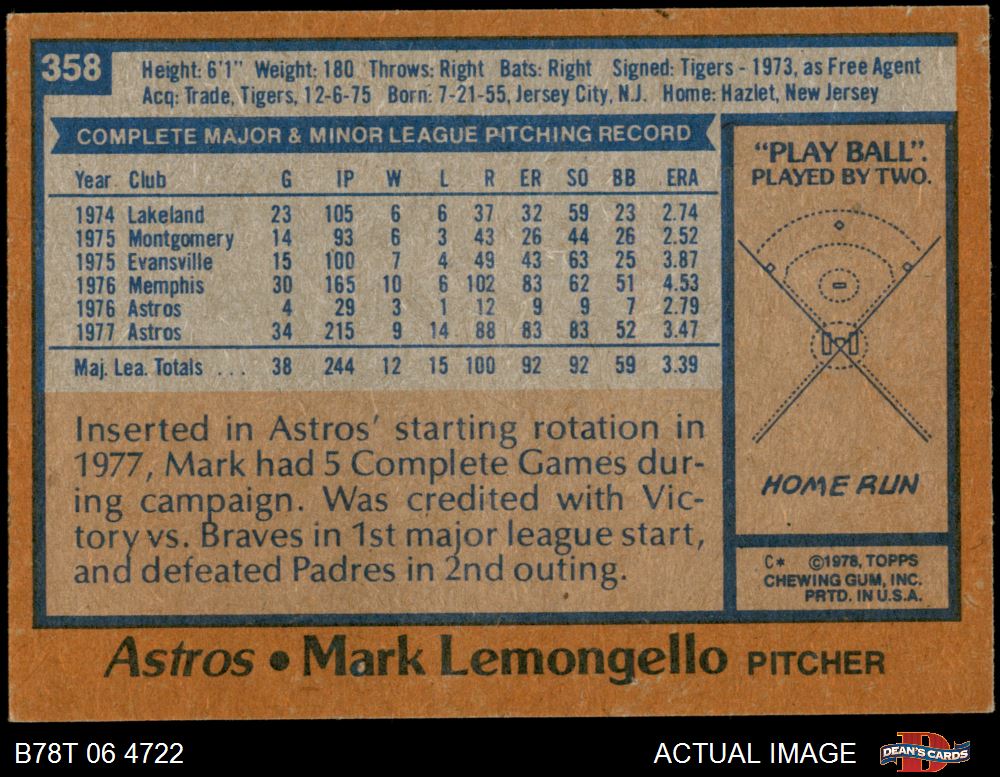 358
Height: 6'1" Weight: 180 Throws: Right Bats: Right Signed: Tigers - 1973, as Free Agent
Acq: Trade, Tigers, 12-6-75 Born: 7-21-55, Jersey City, N.J. Home: Hazlet, New Jersey
COMPLETE MAJOR & MINOR LEAGUE PITCHING RECORD
Year Club G IP W L R ER SO BB ERA
1974 Lakeland 23 105 6 6 37 32 59 23 2.74
1975 Montgomery 14 93 6 3 43 26 44 26 2.52
1975 Evansville 15 100 7 4 49 43 63 25 3.87
1976 Memphis 30 165 10 6 102 83 62 51 4.53
1976 Astros 4 29 3 1 12 9 9 7 2.79
1977 Astros 34 215 9 14 88 83 83 52 3.47
Maj. Lea. Totals ... 38 244 12 15 100 92 92 59 3.39
Inserted in Astros' starting rotation in
1977, Mark had 5 Complete Games dur-
ing campaign. Was credited with Vic-
tory vs. Braves in 1st major league start,
and defeated Padres in 2nd outing.
"PLAY BALL".
PLAYED BY TWO.
HOME RUN
C* ©1978, TOPPS
CHEWING GUM, INC.
PRTD. IN U.S.A.
Astros • Mark Lemongello PITCHER
B78T 06 4722 ACTUAL IMAGE DEAN'S CARDS